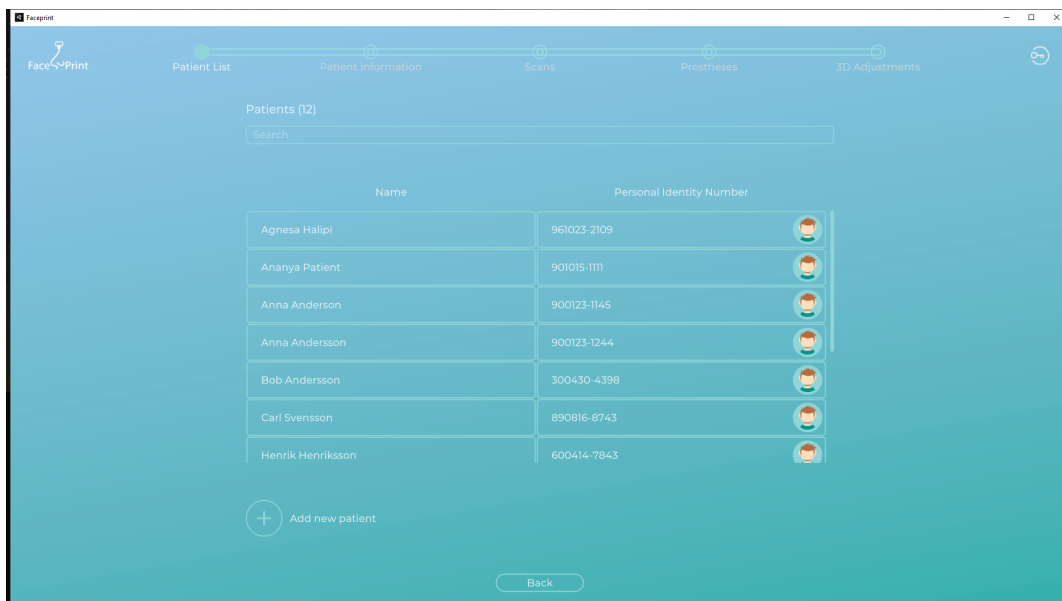 Faceprint
Face Print
Patient List Patient Information Scans Prostheses 3D Adjustments
Patients (12)
Search
Name Personal Identity Number
Agnesa Halipi 961023-2109
Ananya Patient 901015-1111
Anna Anderson 900123-1145
Anna Andersson 900123-1244
Bob Andersson 300430-4398
Carl Svensson 890816-8743
Henrik Henriksson 600414-7843
Add new patient
Back